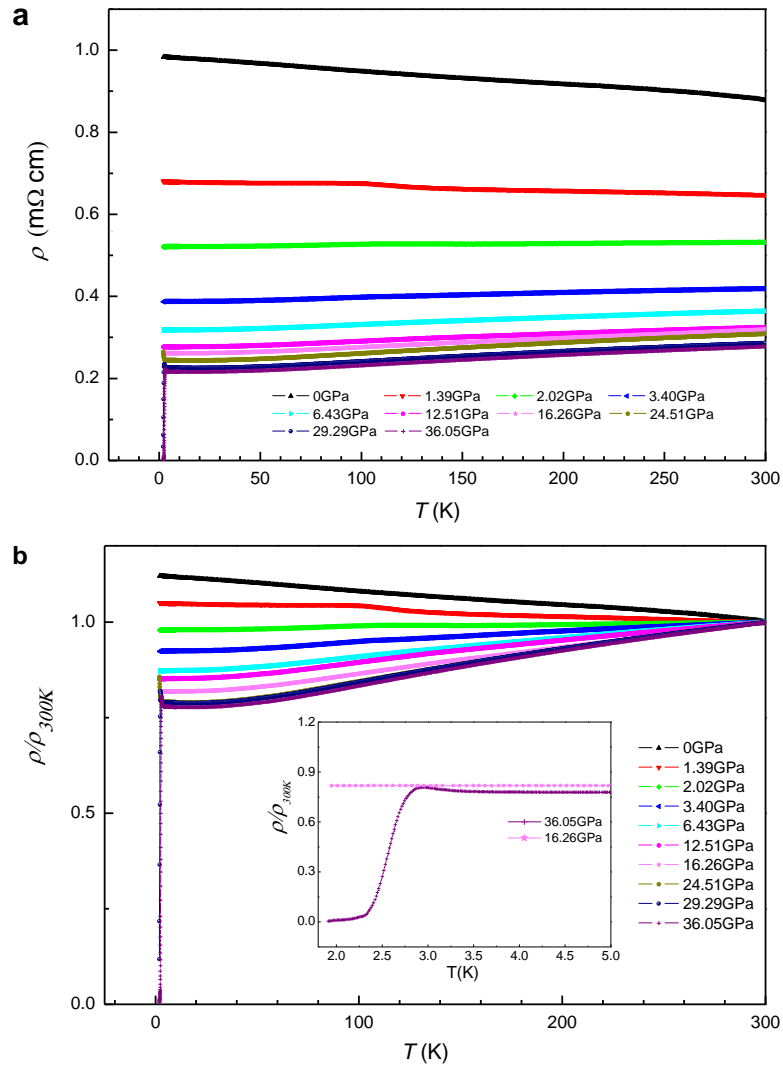 a
1.0
0.8
0.6
0.4
0.2
0.0
ρ (mΩ cm)
0GPa 1.39GPa 2.02GPa 3.40GPa
6.43GPa 12.51GPa 16.26GPa 24.51GPa
29.29GPa 36.05GPa
0 50 100 150 200 250 300
T (K)
b
1.0
0.5
0.0
ρ/ρ300K
1.2
0.9
0.6
0.3
0.0
ρ/ρ300K
36.05GPa
16.26GPa
2.0 2.5 3.0 3.5 4.0 4.5 5.0
T(K)
0GPa
1.39GPa
2.02GPa
3.40GPa
6.43GPa
12.51GPa
16.26GPa
24.51GPa
29.29GPa
36.05GPa
0 100 200 300
T (K)